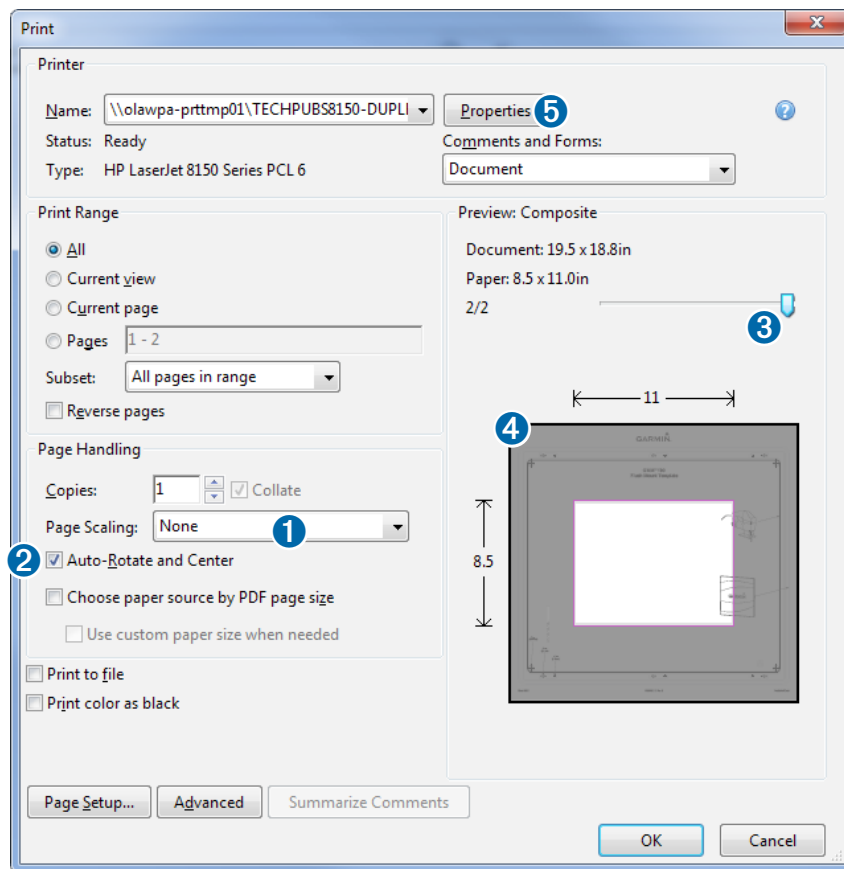 Print
Printer
Name: \\olawpa-prttmp01\TECHPUBS8150-DUPLI
Properties 5
Status: Ready
Comments and Forms:
Type: HP LaserJet 8150 Series PCL 6
Document
Print Range
All
Current view
Current page
Pages 1 - 2
Subset: All pages in range
Reverse pages
Page Handling
Copies: 1 Collate
Page Scaling: None 1
2 Auto-Rotate and Center
Choose paper source by PDF page size
Use custom paper size when needed
Print to file
Print color as black
Preview: Composite
Document: 19.5 x 18.8in
Paper: 8.5 x 11.0in
2/2
3
11
4
GARMIN
8.5
Page Setup... Advanced Summarize Comments
OK Cancel